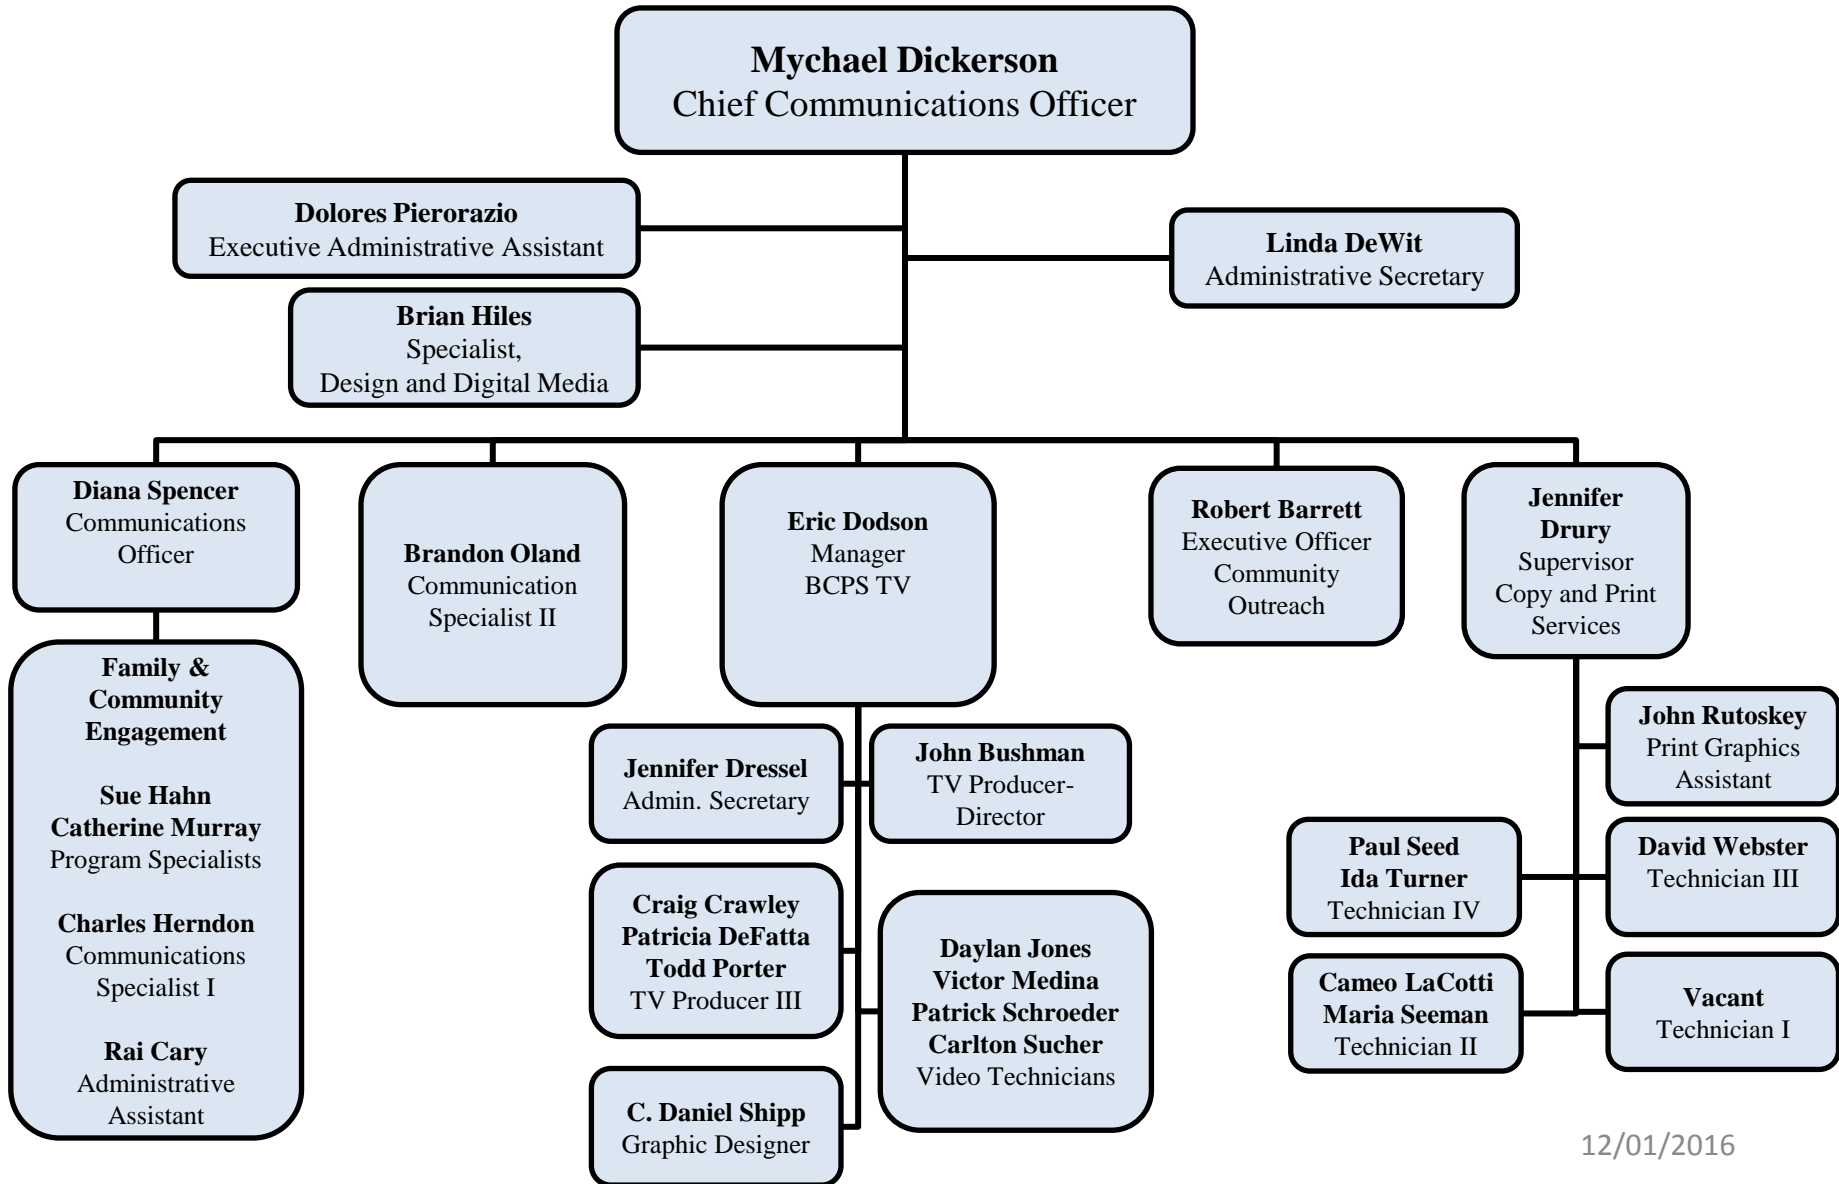 Mychael Dickerson
Chief Communications Officer
Dolores Pierorazio
Executive Administrative Assistant
Linda DeWit
Administrative Secretary
Brian Hiles
Specialist,
Design and Digital Media
Diana Spencer
Communications
Officer
Brandon Oland
Communication
Specialist II
Eric Dodson
Manager
BCPS TV
Robert Barrett
Executive Officer
Community
Outreach
Jennifer
Drury
Supervisor
Copy and Print
Services
Family &
Community
Engagement
Sue Hahn
Catherine Murray
Program Specialists
Charles Herndon
Communications
Specialist I
Rai Cary
Administrative
Assistant
Jennifer Dressel
Admin. Secretary
John Bushman
TV Producer-
Director
Craig Crawley
Patricia DeFatta
Todd Porter
TV Producer III
Daylan Jones
Victor Medina
Patrick Schroeder
Carlton Sucher
Video Technicians
C. Daniel Shipp
Graphic Designer
John Rutoskey
Print Graphics
Assistant
Paul Seed
Ida Turner
Technician IV
David Webster
Technician III
Cameo LaCotti
Maria Seeman
Technician II
Vacant
Technician I
12/01/2016